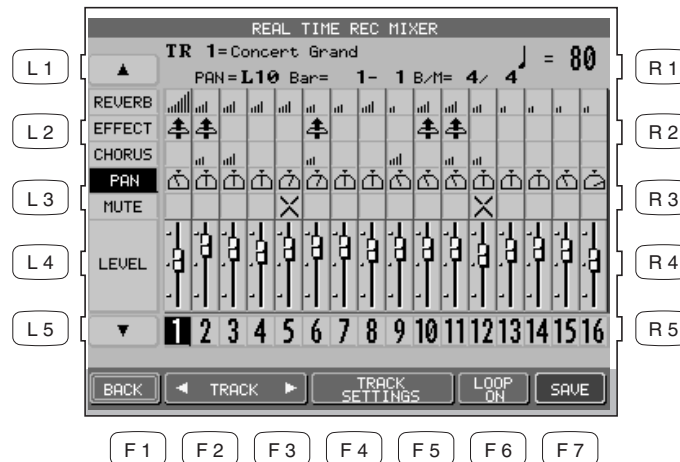 REAL TIME REC MIXER
TR 1=Concert Grand
= 80
PAN=L10 Bar= 1- 1 B/M= 4/ 4
L 1
R 1
REVERB
EFFECT
L 2
R 2
CHORUS
PAN
L 3
R 3
MUTE
LEVEL
L 4
R 4
L 5
1 2 3 4 5 6 7 8 9 10 11 12 13 14 15 16
R 5
BACK
TRACK
TRACK SETTINGS
LOOP ON
SAVE
F 1 F 2 F 3 F 4 F 5 F 6 F 7